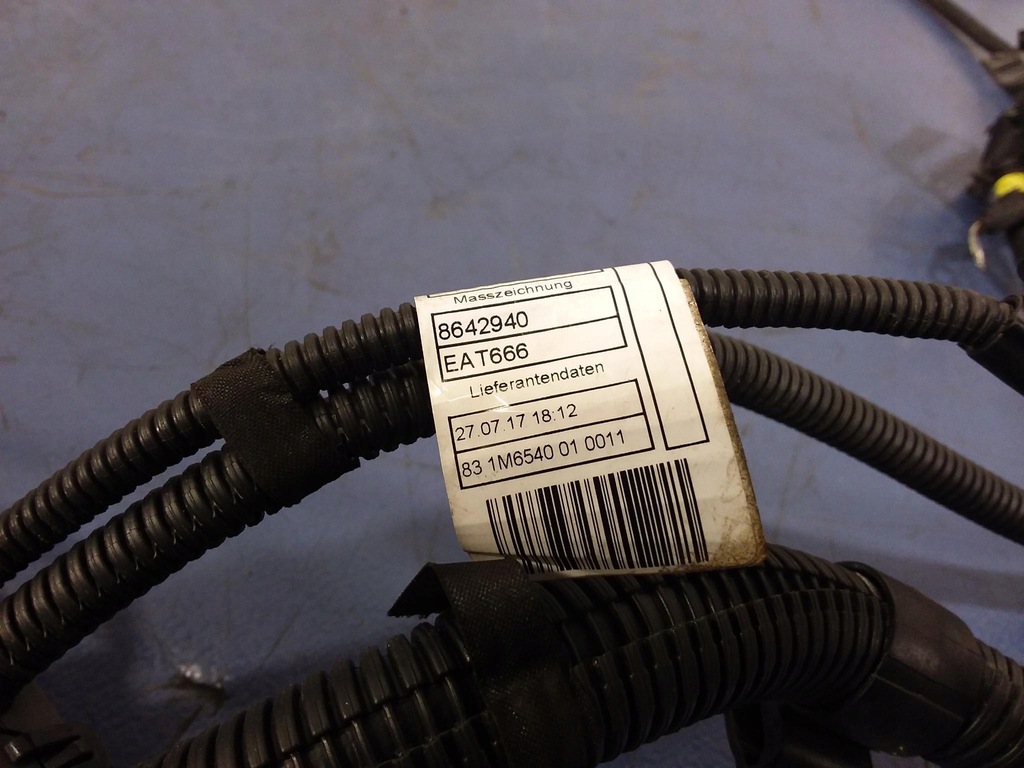 Masszeichnung
8642940
EAT666
Lieferantendaten
27.07.17 18:12
83 1M6540 01 0011